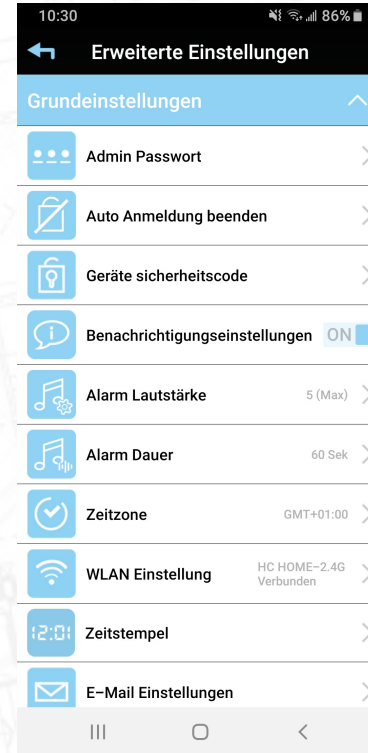 10:30 86%
Erweiterte Einstellungen
Grundeinstellungen
Admin Passwort
Auto Anmeldung beenden
Geräte sicherheitscode
Benachrichtigungseinstellungen ON
Alarm Lautstärke 5 (Max)
Alarm Dauer 60 Sek
Zeitzone GMT+01:00
WLAN Einstellung HC HOME-2.4G
Verbunden
12:01 Zeitstempel
E-Mail Einstellungen